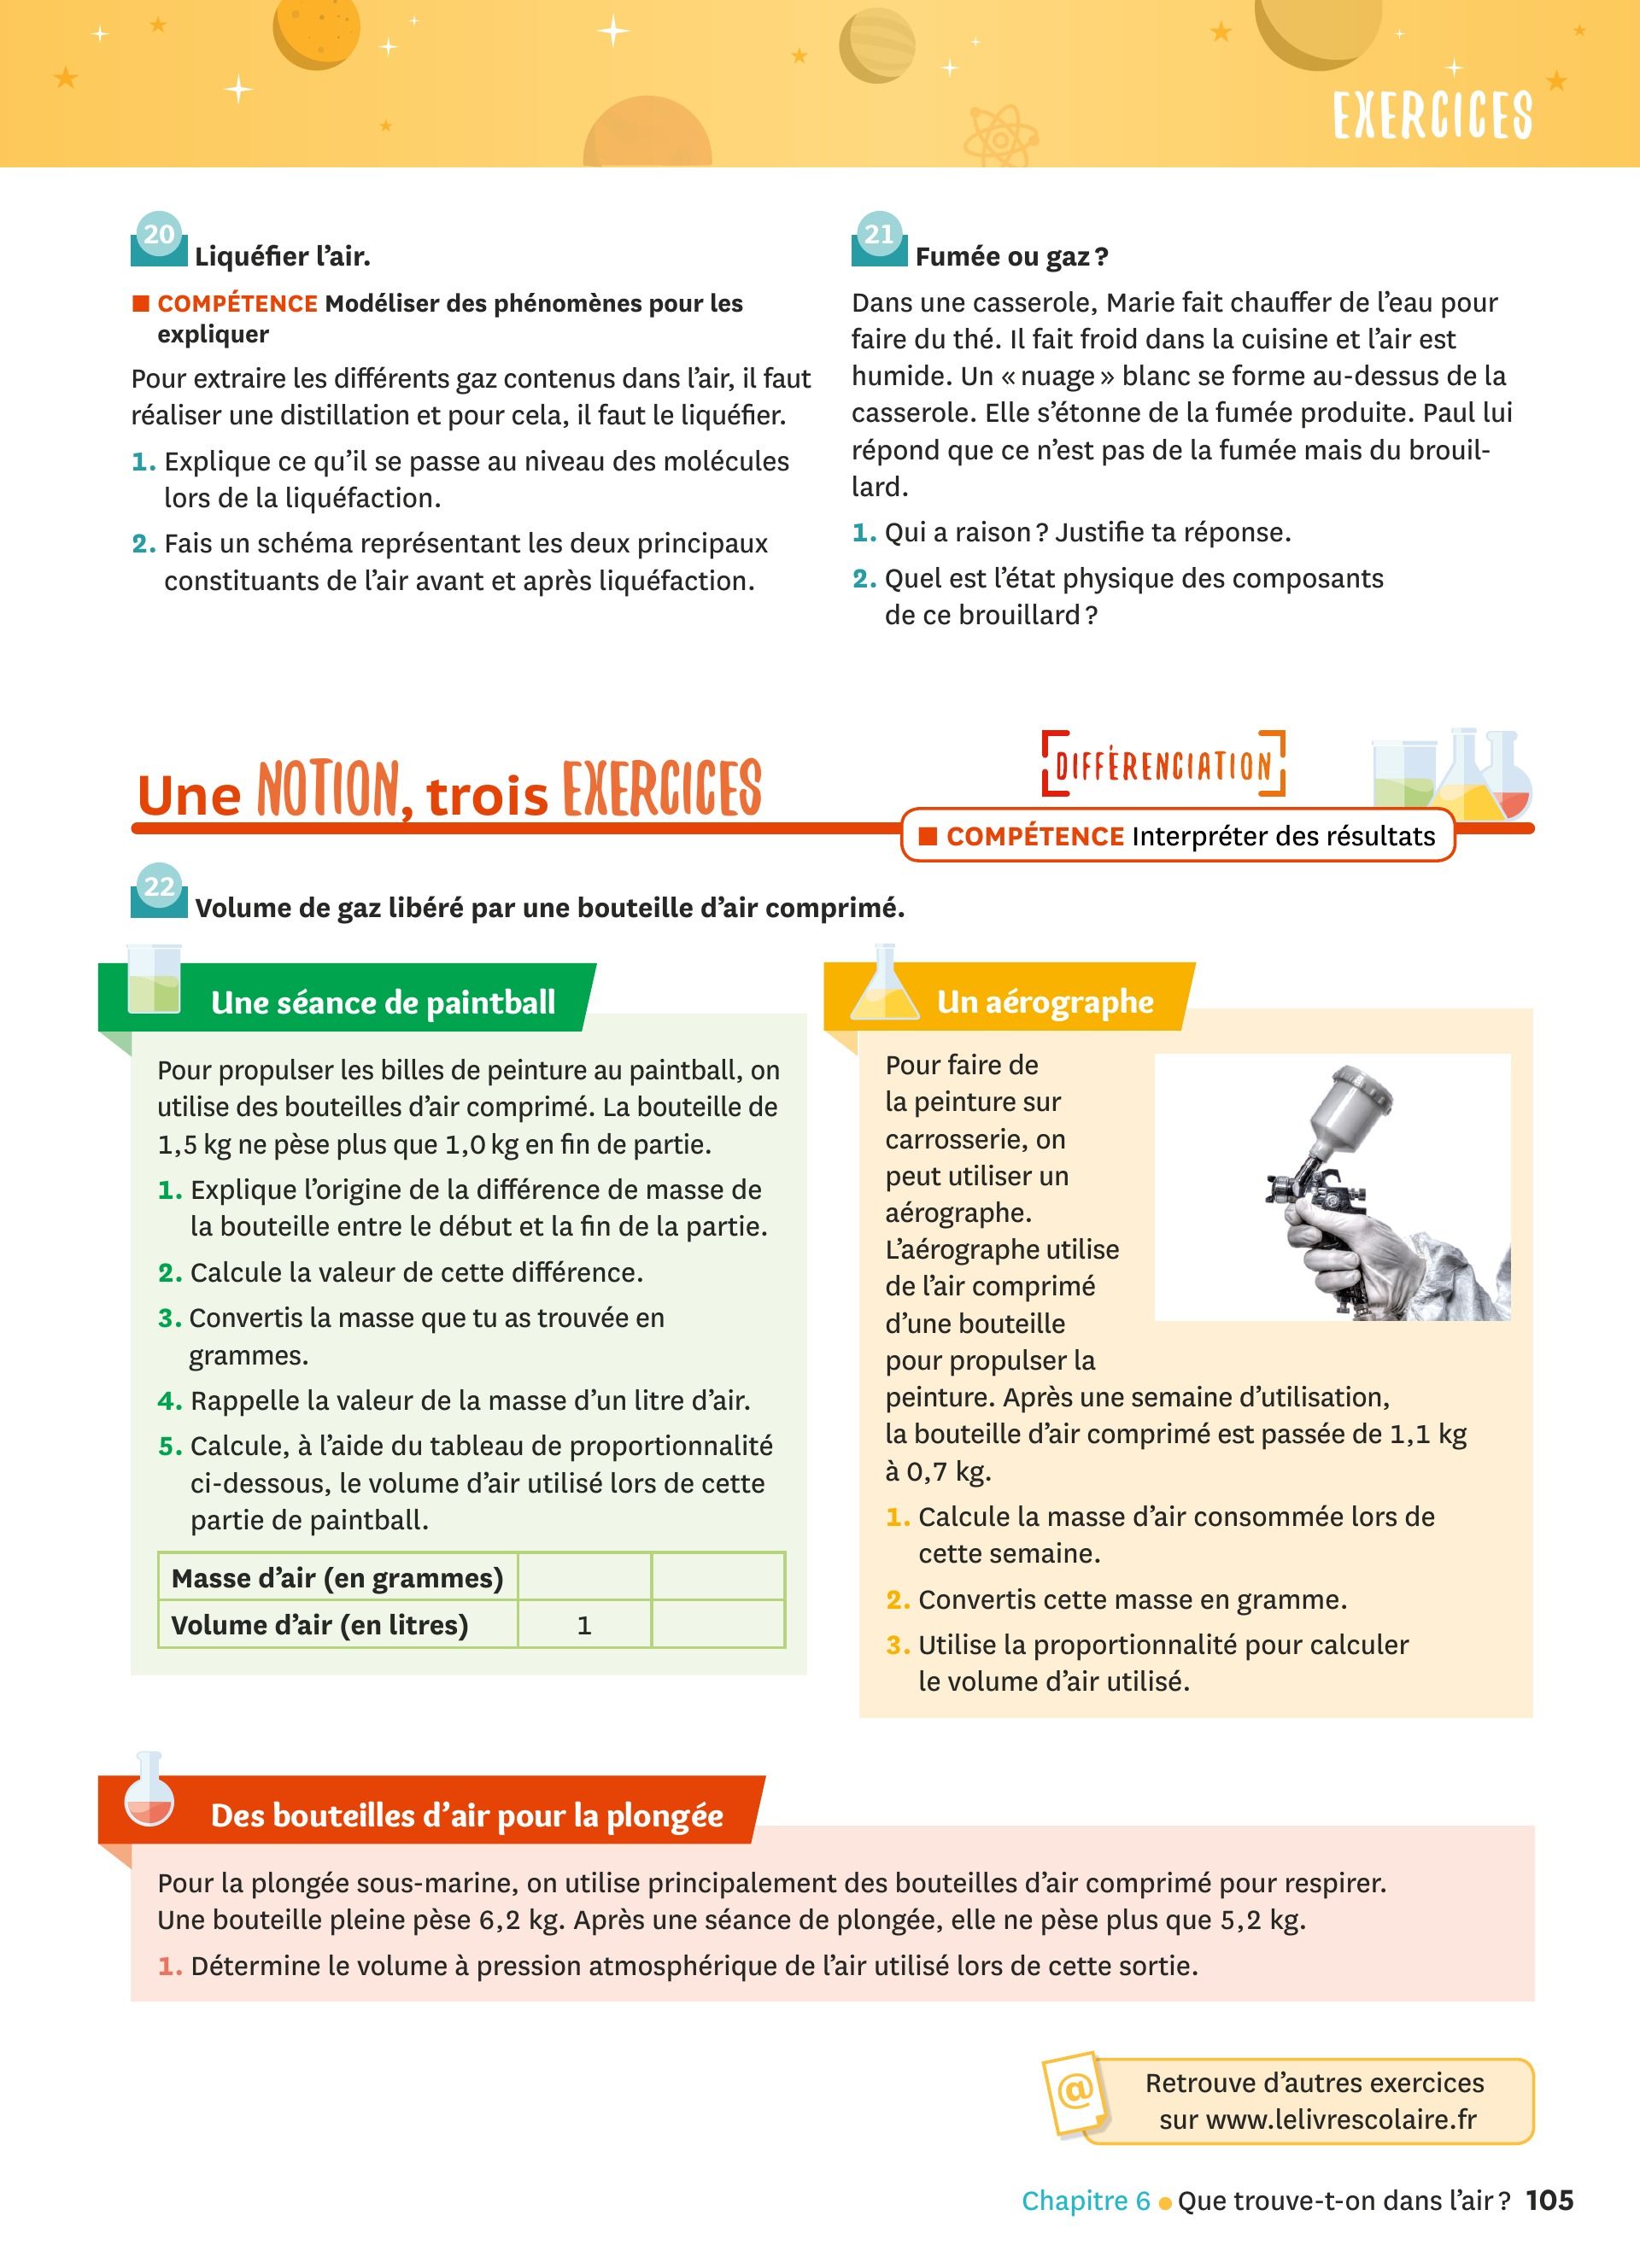 EXERCICES
20 Liquéfier l'air.
■ COMPÉTENCE Modéliser des phénomènes pour les
expliquer
Pour extraire les différents gaz contenus dans l'air, il faut
réaliser une distillation et pour cela, il faut le liquéfier.
1. Explique ce qu'il se passe au niveau des molécules
lors de la liquéfaction.
2. Fais un schéma représentant les deux principaux
constituants de l'air avant et après liquéfaction.
21 Fumée ou gaz ?
Dans une casserole, Marie fait chauffer de l'eau pour
faire du thé. Il fait froid dans la cuisine et l'air est
humide. Un « nuage » blanc se forme au-dessus de la
casserole. Elle s'étonne de la fumée produite. Paul lui
répond que ce n'est pas de la fumée mais du brouil-
lard.
1. Qui a raison ? Justifie ta réponse.
2. Quel est l'état physique des composants
de ce brouillard ?
Une NOTION, trois EXERCICES
DIFFÉRENCIATION
■ COMPÉTENCE Interpréter des résultats
22 Volume de gaz libéré par une bouteille d'air comprimé.
Une séance de paintball
Pour propulser les billes de peinture au paintball, on
utilise des bouteilles d'air comprimé. La bouteille de
1,5 kg ne pèse plus que 1,0 kg en fin de partie.
1. Explique l'origine de la différence de masse de
la bouteille entre le début et la fin de la partie.
2. Calcule la valeur de cette différence.
3. Convertis la masse que tu as trouvée en
grammes.
4. Rappelle la valeur de la masse d'un litre d'air.
5. Calcule, à l'aide du tableau de proportionnalité
ci-dessous, le volume d'air utilisé lors de cette
partie de paintball.
Masse d'air (en grammes)
Volume d'air (en litres) 1
Un aérographe
Pour faire de
la peinture sur
carrosserie, on
peut utiliser un
aérographe.
L'aérographe utilise
de l'air comprimé
d'une bouteille
pour propulser la
peinture. Après une semaine d'utilisation,
la bouteille d'air comprimé est passée de 1,1 kg
à 0,7 kg.
1. Calcule la masse d'air consommée lors de
cette semaine.
2. Convertis cette masse en gramme.
3. Utilise la proportionnalité pour calculer
le volume d'air utilisé.
Des bouteilles d'air pour la plongée
Pour la plongée sous-marine, on utilise principalement des bouteilles d'air comprimé pour respirer.
Une bouteille pleine pèse 6,2 kg. Après une séance de plongée, elle ne pèse plus que 5,2 kg.
1. Détermine le volume à pression atmosphérique de l'air utilisé lors de cette sortie.
@
Retrouve d'autres exercices
sur www.lelivrescolaire.fr
Chapitre 6 ● Que trouve-t-on dans l'air ? 105